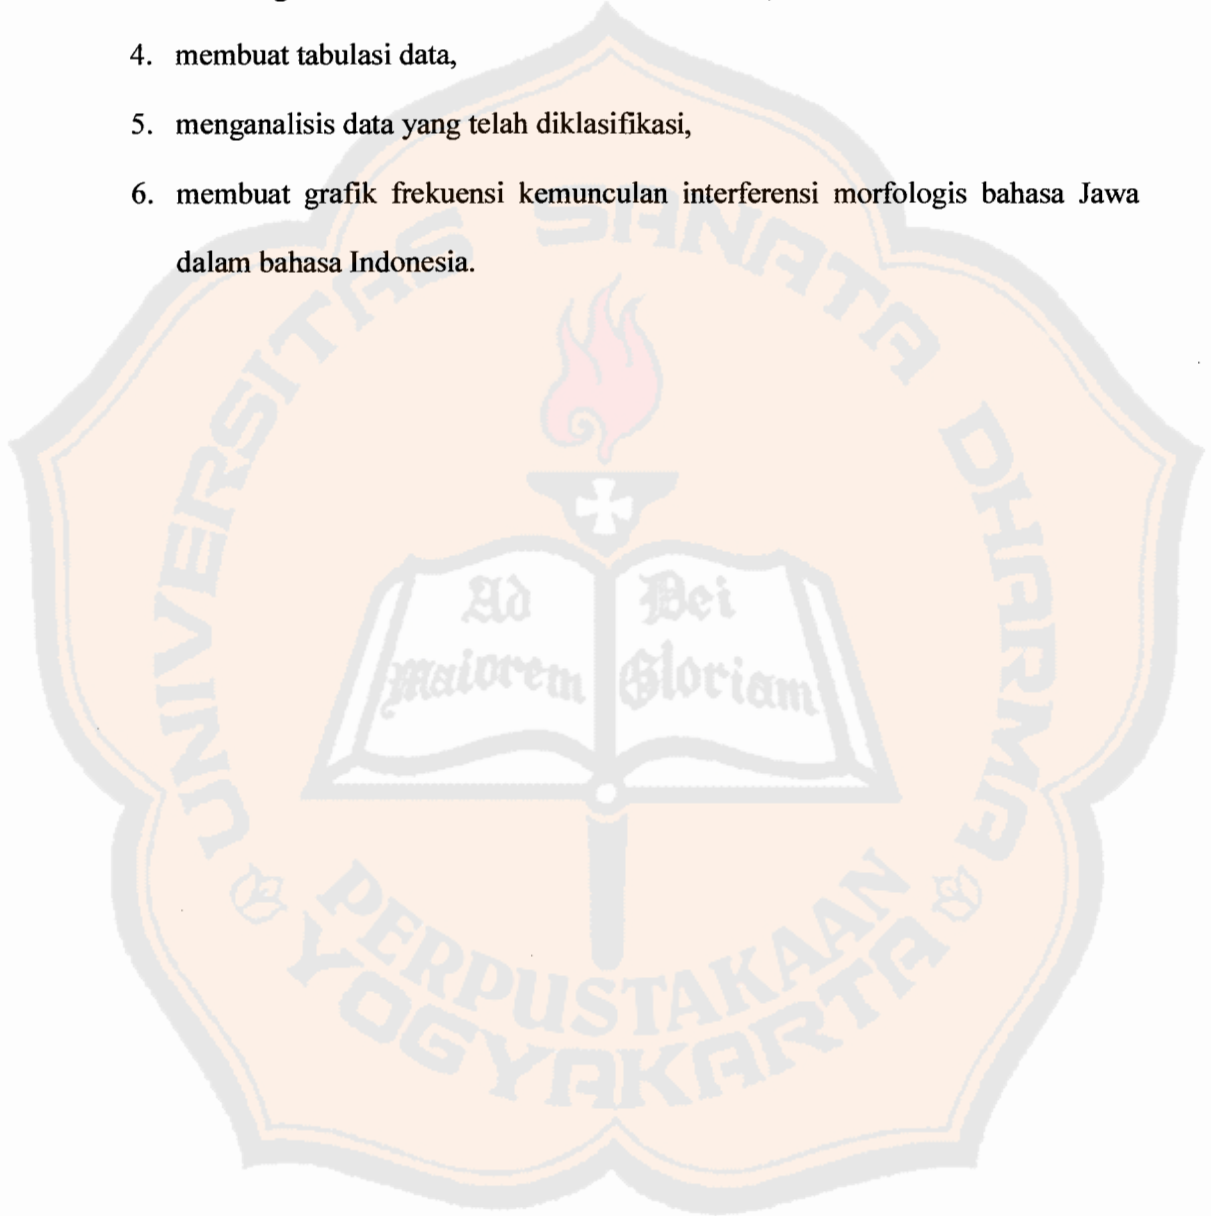 4. membuat tabulasi data,
5. menganalisis data yang telah diklasifikasi,
6. membuat grafik frekuensi kemunculan interferensi morfologis bahasa Jawa
dalam bahasa Indonesia.
UNIVERSITAS SANATA DHARMA
Ad Dei
maiorem Gloriam
PERPUSTAKAAN
YOGYAKARTA